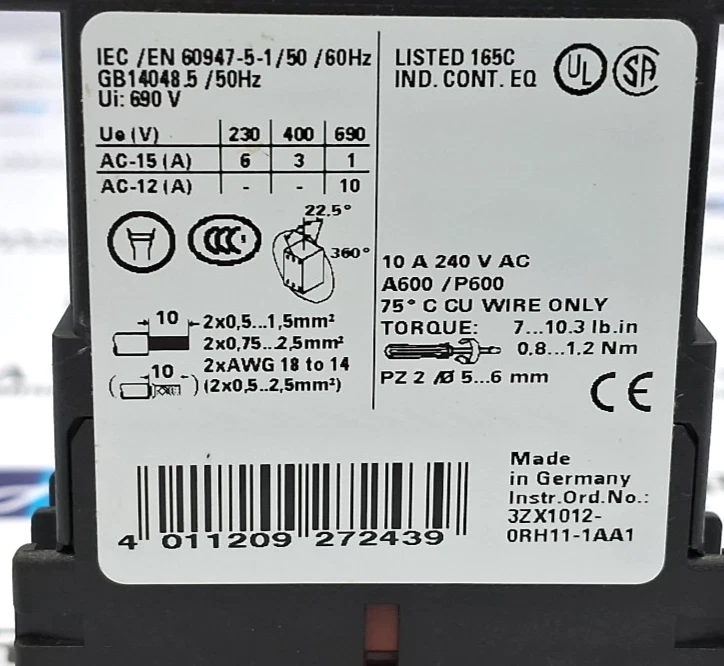 IEC /EN 60947-5-1/50 /60Hz
GB14048.5 /50Hz
Ui: 690 V
Ue (V) 230 400 690
AC-15 (A) 6 3 1
AC-12 (A) - - 10
CCC
22.5°
360°
10
2x0,5...1,5mm²
2x0,75...2,5mm²
2xAWG 18 to 14
10
(2x0,5..2,5mm²)
LISTED 165C
IND. CONT. EQ
UL
SA
10 A 240 V AC
A600 /P600
75° C CU WIRE ONLY
TORQUE: 7...10.3 lb.in
0.8...1.2 Nm
PZ 2 /Ø 5...6 mm
CE
Made
in Germany
Instr.Ord.No.:
3ZX1012-
0RH11-1AA1
4 011209 272439